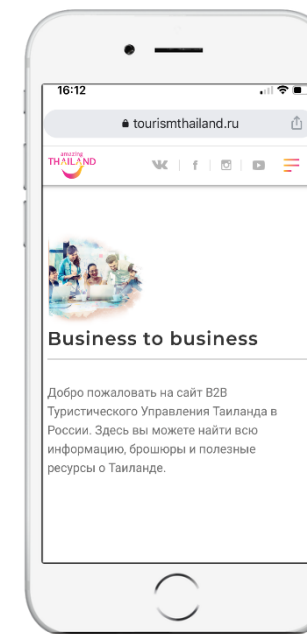 16:12
tourismthailand.ru
amazing
THAILAND
Business to business
Добро пожаловать на сайт B2B
Туристического Управления Таиланда в
России. Здесь вы можете найти всю
информацию, брошюры и полезные
ресурсы о Таиланде.